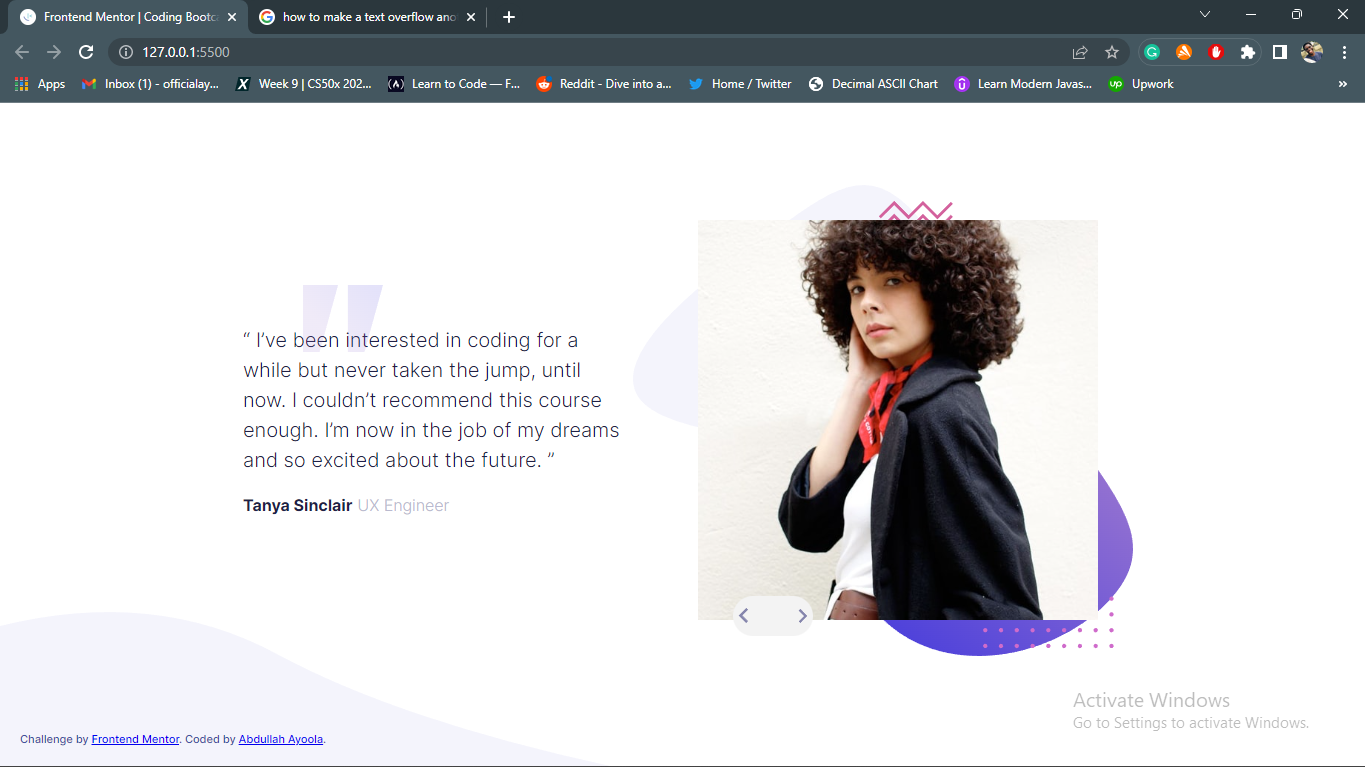 Frontend Mentor | Coding Bootc
how to make a text overflow ano
127.0.0.1:5500
Apps
Inbox (1) - officialay...
Week 9 | CS50x 202...
Learn to Code — F...
Reddit - Dive into a...
Home / Twitter
Decimal ASCII Chart
Learn Modern Javas...
up Upwork
“ I’ve been interested in coding for a
while but never taken the jump, until
now. I couldn’t recommend this course
enough. I’m now in the job of my dreams
and so excited about the future. ”
Tanya Sinclair UX Engineer
Activate Windows
Go to Settings to activate Windows.
Challenge by Frontend Mentor. Coded by Abdullah Ayoola.